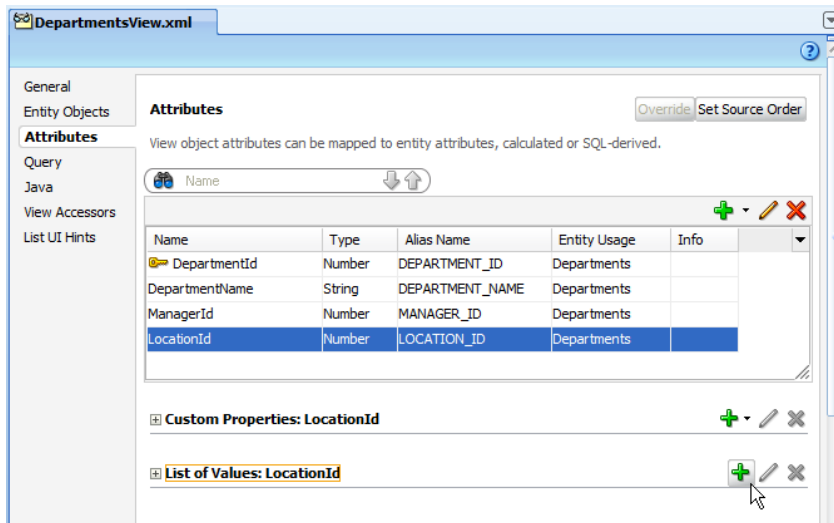 DepartmentsView.xml
General
Entity Objects
Attributes
Query
Java
View Accessors
List UI Hints
Attributes
Override Set Source Order
View object attributes can be mapped to entity attributes, calculated or SQL-derived.
Name
Name Type Alias Name Entity Usage Info
DepartmentId Number DEPARTMENT_ID Departments
DepartmentName String DEPARTMENT_NAME Departments
ManagerId Number MANAGER_ID Departments
LocationId Number LOCATION_ID Departments
Custom Properties: LocationId
List of Values: LocationId